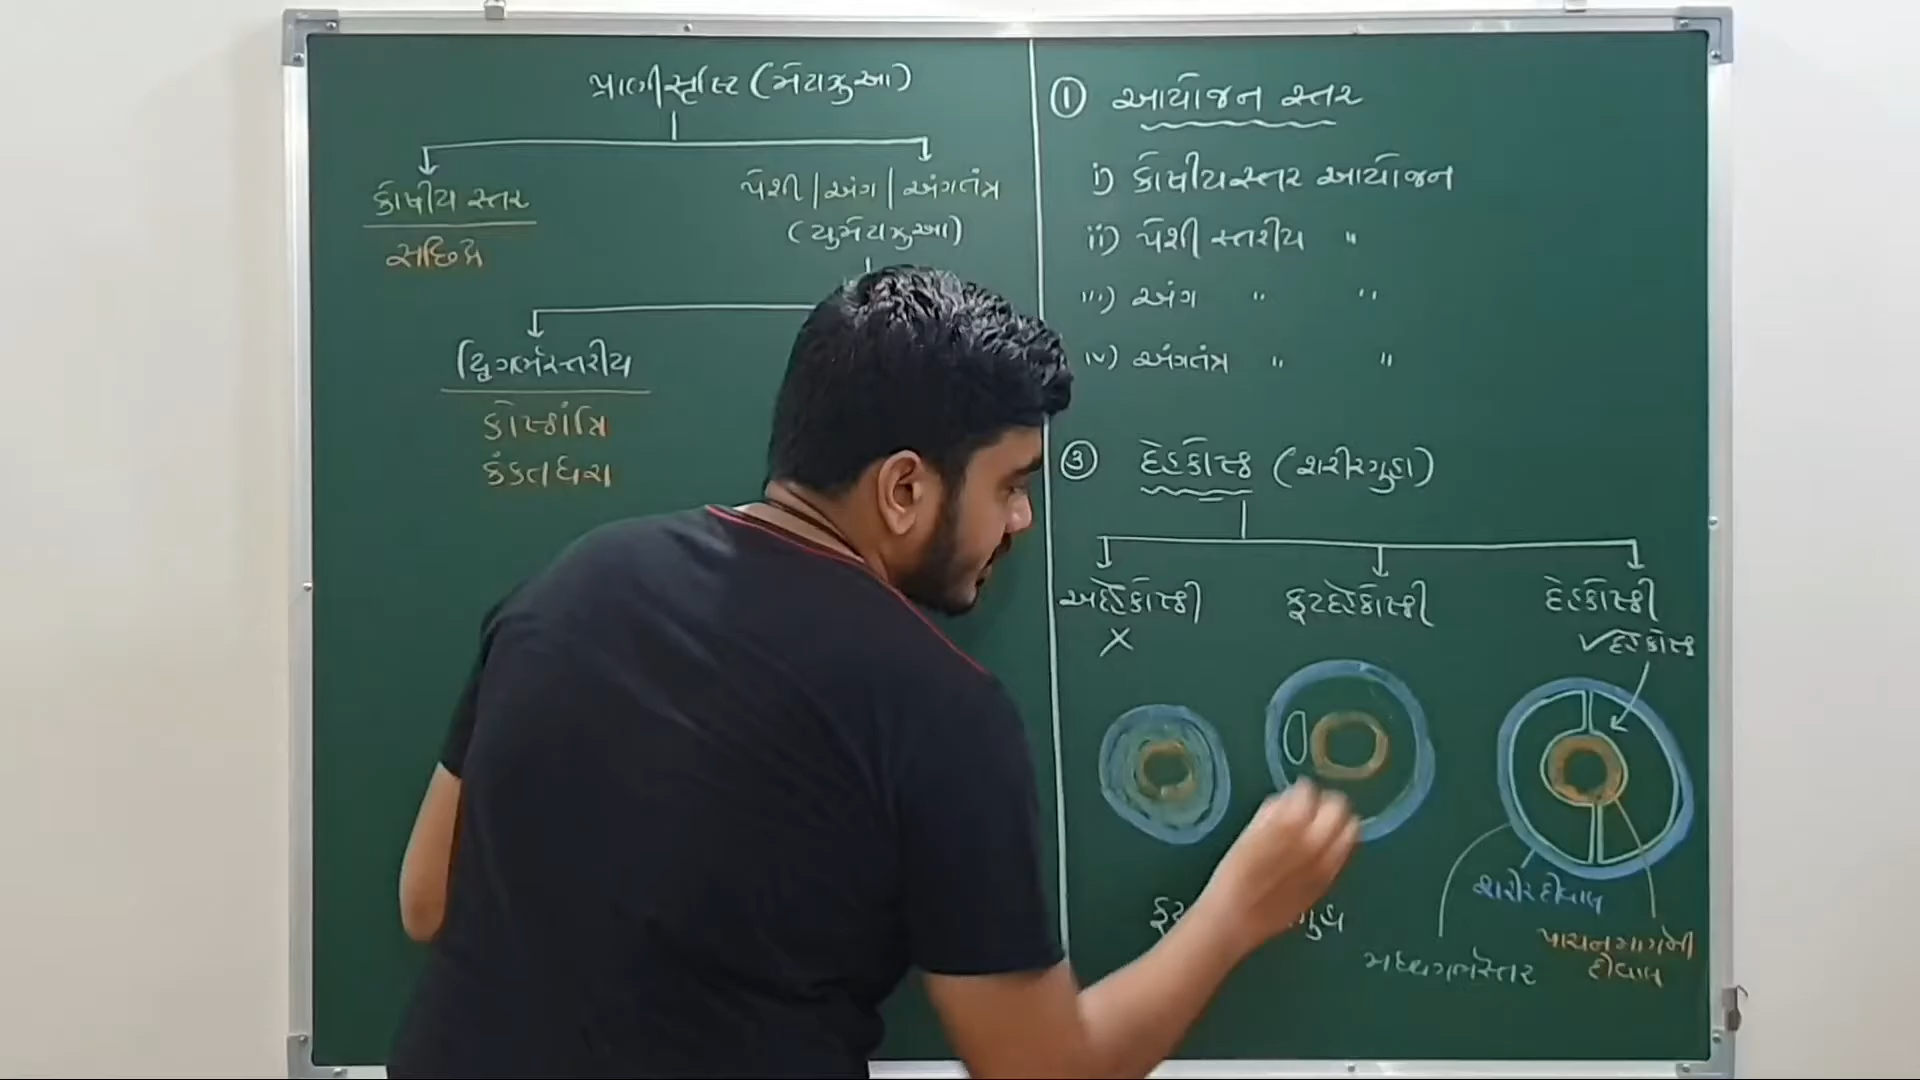 પ્રાણીસૃષ્ટિ (મેટાઝુઆ)
કોષીય સ્તર
સછિદ્ર
પેશી | અંગ | અંગતંત્ર
(યુમેટાઝુઆ)
દ્વિગર્ભસ્તરીય
કોષ્ઠાંત્રિ
કંકતધરા
① આયોજન સ્તર
i) કોષીયસ્તર આયોજન
ii) પેશી સ્તરીય "
iii) અંગ " "
iv) અંગતંત્ર " "
③ દેહકોષ્ઠ (શરીરગુહા)
અદેહકોષ્ઠી
X
કૂટદેહકોષ્ઠી
દેહકોષ્ઠી
✓દેહકોષ્ઠ
શરીરદીવાલ
મધ્યગર્ભસ્તર
પાચનમાર્ગની
દીવાલ